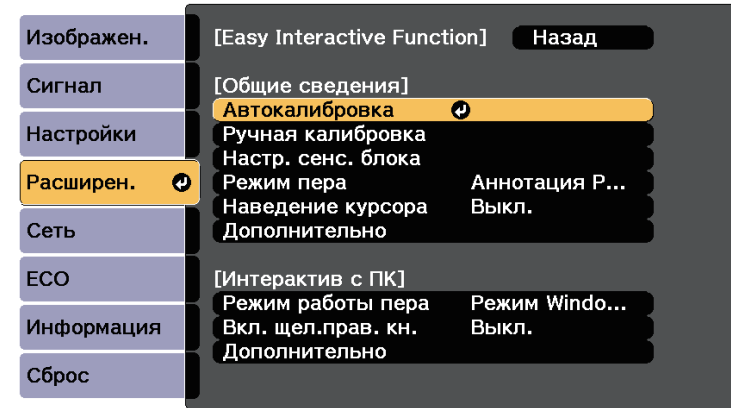 Изображен.
Сигнал
Настройки
Расширен.
Сеть
ECO
Информация
Сброс
[Easy Interactive Function] Назад
[Общие сведения]
Автокалибровка
Ручная калибровка
Настр. сенс. блока
Режим пера Аннотация P...
Наведение курсора Выкл.
Дополнительно
[Интерактив с ПК]
Режим работы пера Режим Windo...
Вкл. щел.прав. кн. Выкл.
Дополнительно